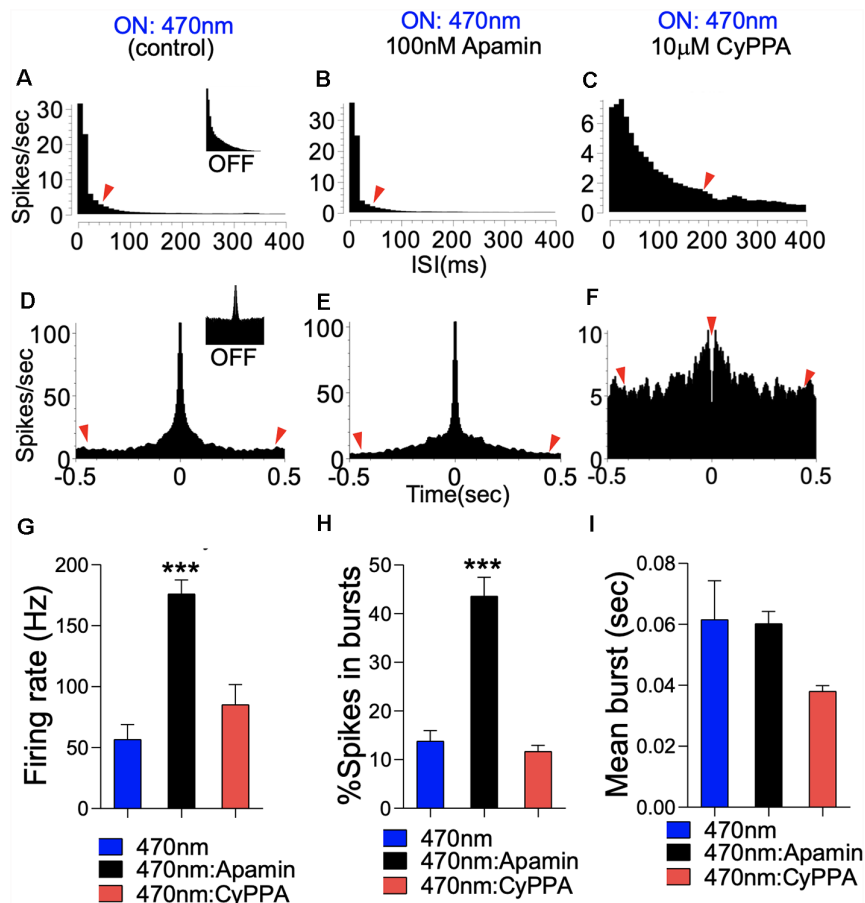 ON: 470nm
(control)
ON: 470nm
100nM Apamin
ON: 470nm
10μM CyPPA
A
B
C
Spikes/sec
30
20
10
0
OFF
30
20
10
0
6
4
2
0
0 100 200 300 400
0 100 200 300 400
0 100 200 300 400
ISI(ms)
D
E
F
Spikes/sec
100
50
0
OFF
100
50
0
10
5
0
-0.5 0 0.5
-0.5 0 0.5
-0.5 0 0.5
Time(sec)
G
H
I
Firing rate (Hz)
200
150
100
50
0
***
%Spikes in bursts
50
40
30
20
10
0
***
Mean burst (sec)
0.08
0.06
0.04
0.02
0.00
470nm
470nm:Apamin
470nm:CyPPA
470nm
470nm:Apamin
470nm:CyPPA
470nm
470nm:Apamin
470nm:CyPPA